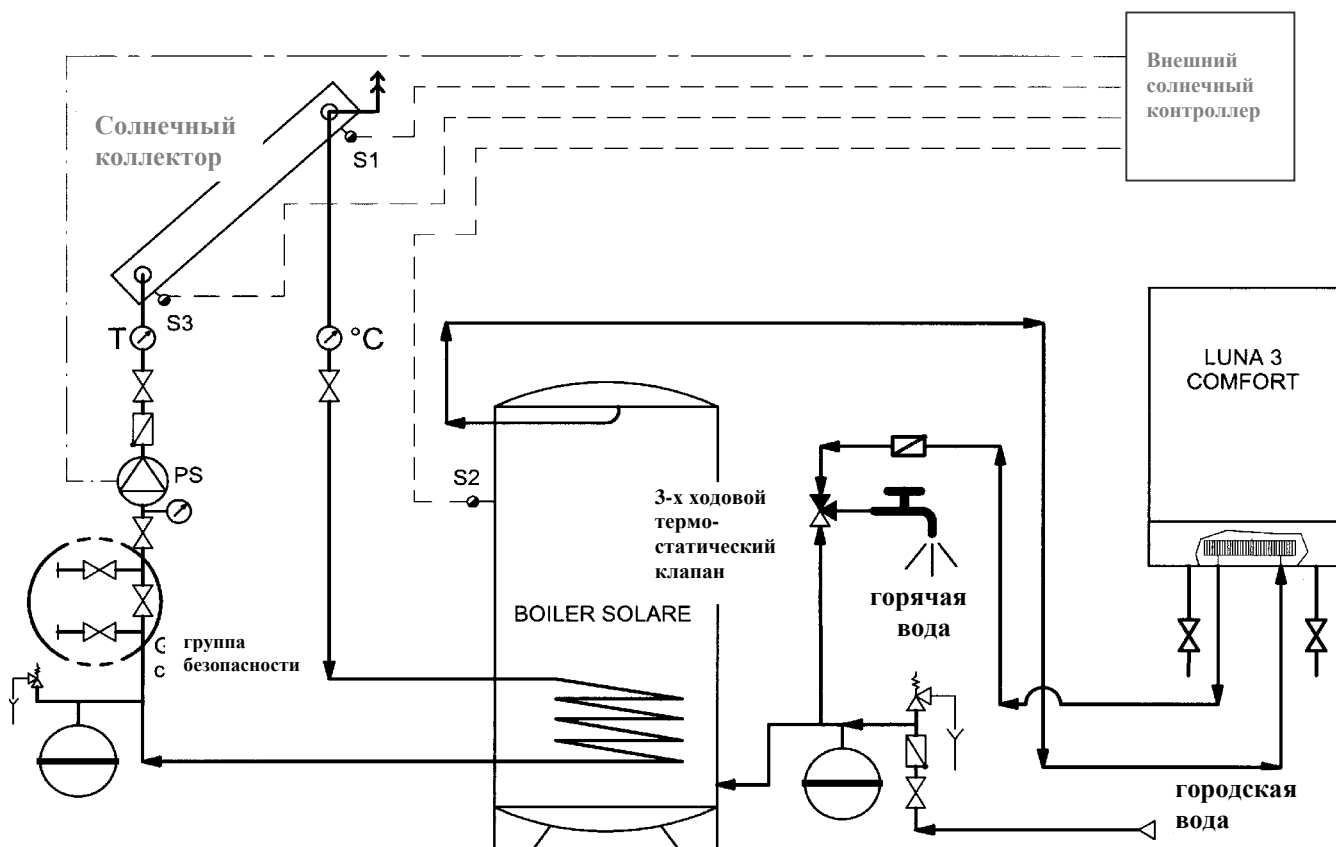 Внешний
солнечный
контроллер
Солнечный
коллектор
S1
S3
T
°C
LUNA 3
COMFORT
PS
S2
3-х ходовой
термо-
статический
клапан
горячая
вода
BOILER SOLARE
группа
безопасности
городская
вода